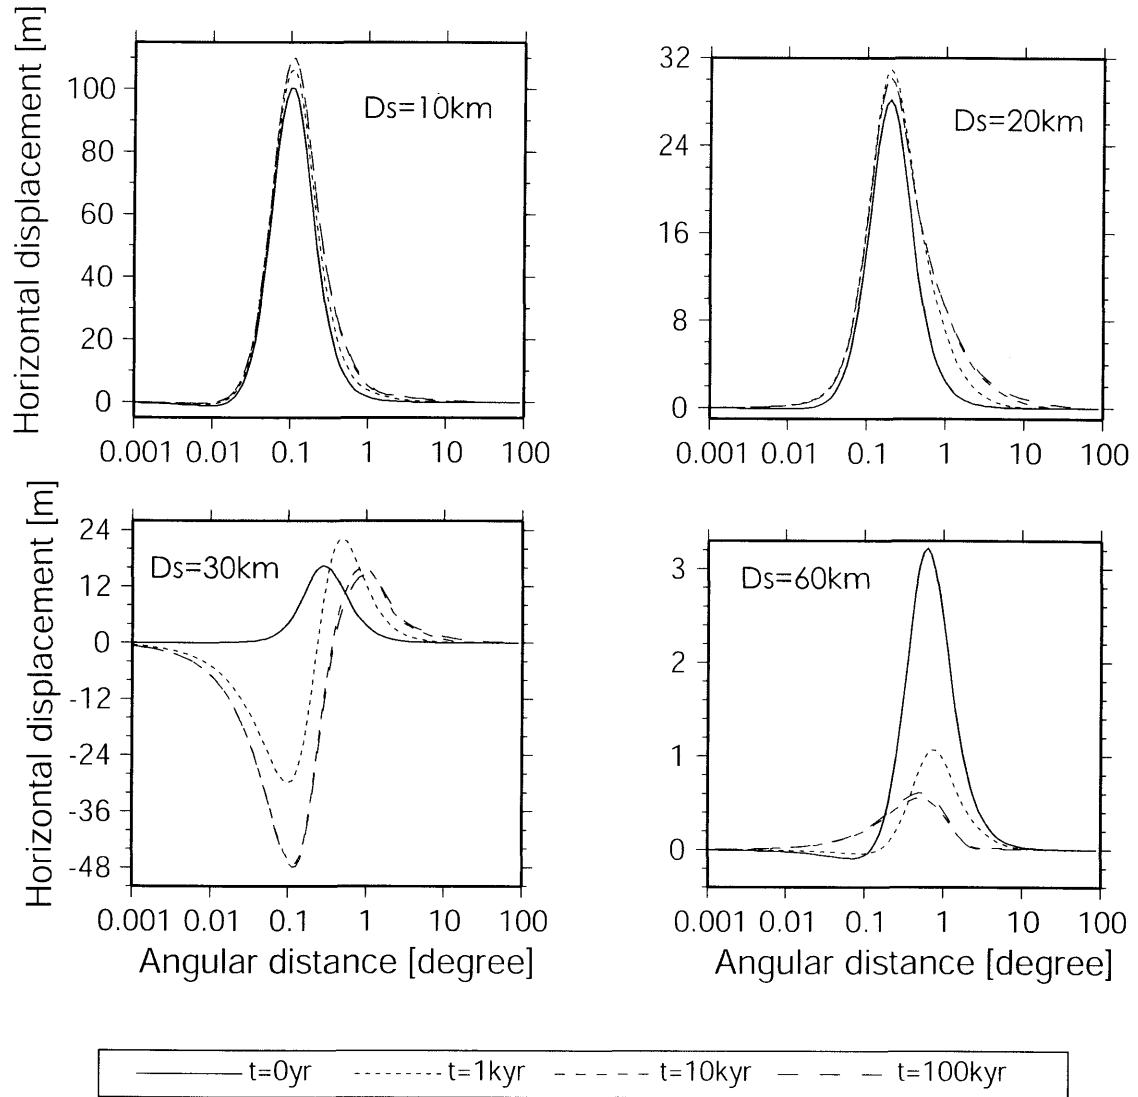 Horizontal displacement [m]
100
80
60
40
20
0
Ds=10km
0.001 0.01 0.1 1 10 100
32
24
16
8
0
Ds=20km
0.001 0.01 0.1 1 10 100
Horizontal displacement [m]
24
12
0
-12
-24
-36
-48
Ds=30km
0.001 0.01 0.1 1 10 100
Angular distance [degree]
3
2
1
0
Ds=60km
0.001 0.01 0.1 1 10 100
Angular distance [degree]
t=0yr t=1kyr t=10kyr t=100kyr